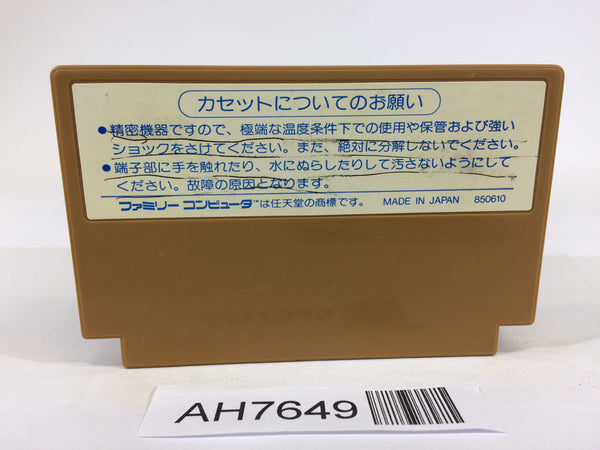 カセットについてのお願い
●精密機器ですので、極端な温度条件下での使用や保管および強い
ショックをさけてください。また、絶対に分解しないでください。
●端子部に手を触れたり、水にぬらしたりして汚さないようにして
ください。故障の原因となります。
ファミリーコンピュータ™は任天堂の商標です。 MADE IN JAPAN 850610
AH7649